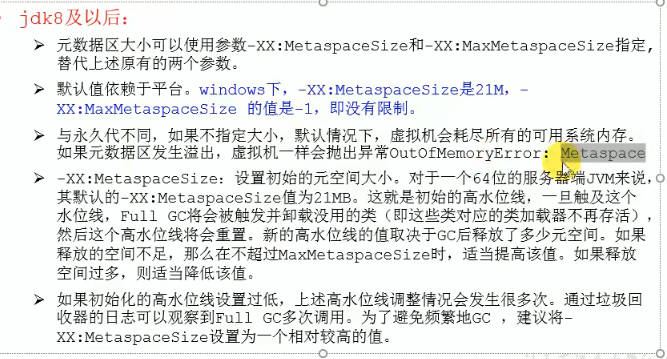 jdk8及以后:
元数据区大小可以使用参数-XX:MetaspaceSize和-XX:MaxMetaspaceSize指定,
替代上述原有的两个参数。
默认值依赖于平台。windows下, -XX:MetaspaceSize是21M, -
XX:MaxMetaspaceSize 的值是-1, 即没有限制。
与永久代不同, 如果不指定大小, 默认情况下, 虚拟机会耗尽所有的可用系统内存。
如果元数据区发生溢出, 虚拟机一样会抛出异常OutOfMemoryError: Metaspace
-XX:MetaspaceSize: 设置初始的元空间大小。对于一个64位的服务器端JVM来说,
其默认的-XX:MetaspaceSize值为21MB。这就是初始的高水位线, 一旦触及这个
水位线, Full GC将会被触发并卸载没用的类(即这些类对应的类加载器不再存活),
然后这个高水位线将会重置。新的高水位线的值取决于GC后释放了多少元空间。如果
释放的空间不足, 那么在不超过MaxMetaspaceSize时, 适当提高该值。如果释放
空间过多, 则适当降低该值。
如果初始化的高水位线设置过低, 上述高水位线调整情况会发生很多次。通过垃圾回
收器的日志可以观察到Full GC多次调用。为了避免频繁地GC , 建议将-
XX:MetaspaceSize设置为一个相对较高的值。